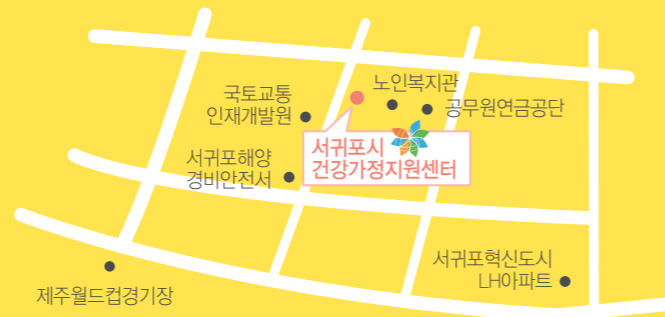 노인복지관
국토교통
인재개발원
공무원연금공단
서귀포시
건강가정지원센터
서귀포해양
경비안전서
서귀포혁신도시
LH아파트
제주월드컵경기장